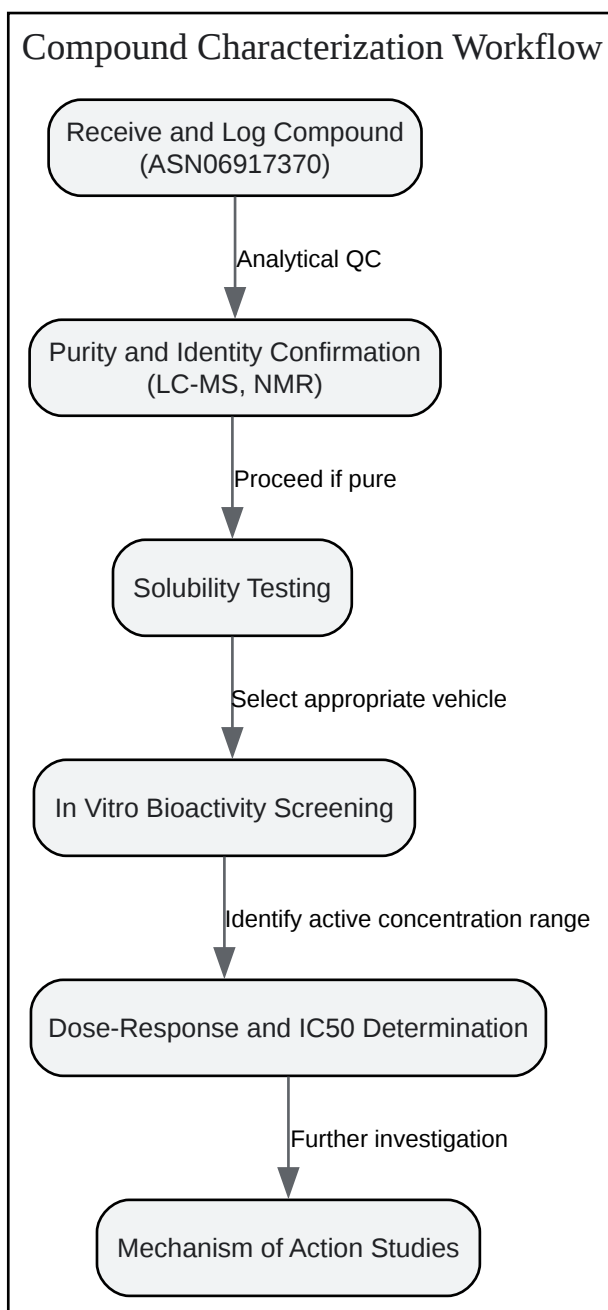 Compound Characterization Workflow
Receive and Log Compound
(ASN06917370)
Analytical QC
Purity and Identity Confirmation
(LC-MS, NMR)
Proceed if pure
Solubility Testing
Select appropriate vehicle
In Vitro Bioactivity Screening
Identify active concentration range
Dose-Response and IC50 Determination
Further investigation
Mechanism of Action Studies